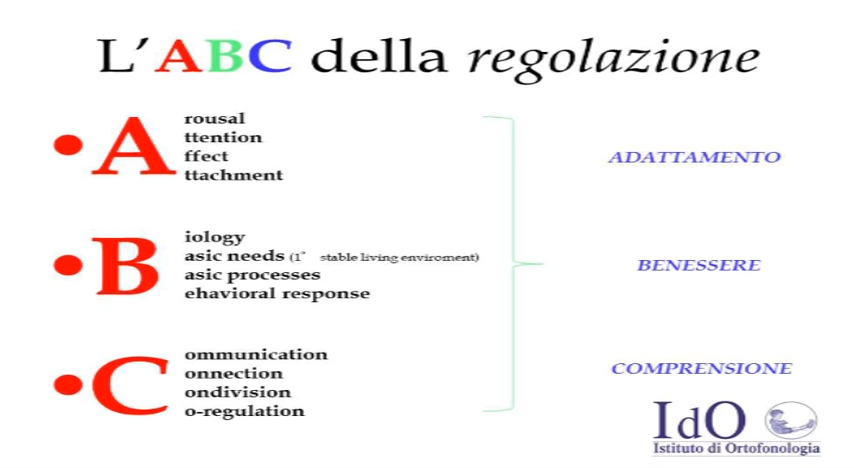 L'ABC della regolazione
• A
rousal
ttention
ffect
ttachment
ADATTAMENTO
• B
iology
asic needs (1° stable living enviroment)
asic processes
ehavioral response
BENESSERE
• C
ommunication
onnection
ondivision
o-regulation
COMPRENSIONE
IdO
Istituto di Ortofonologia